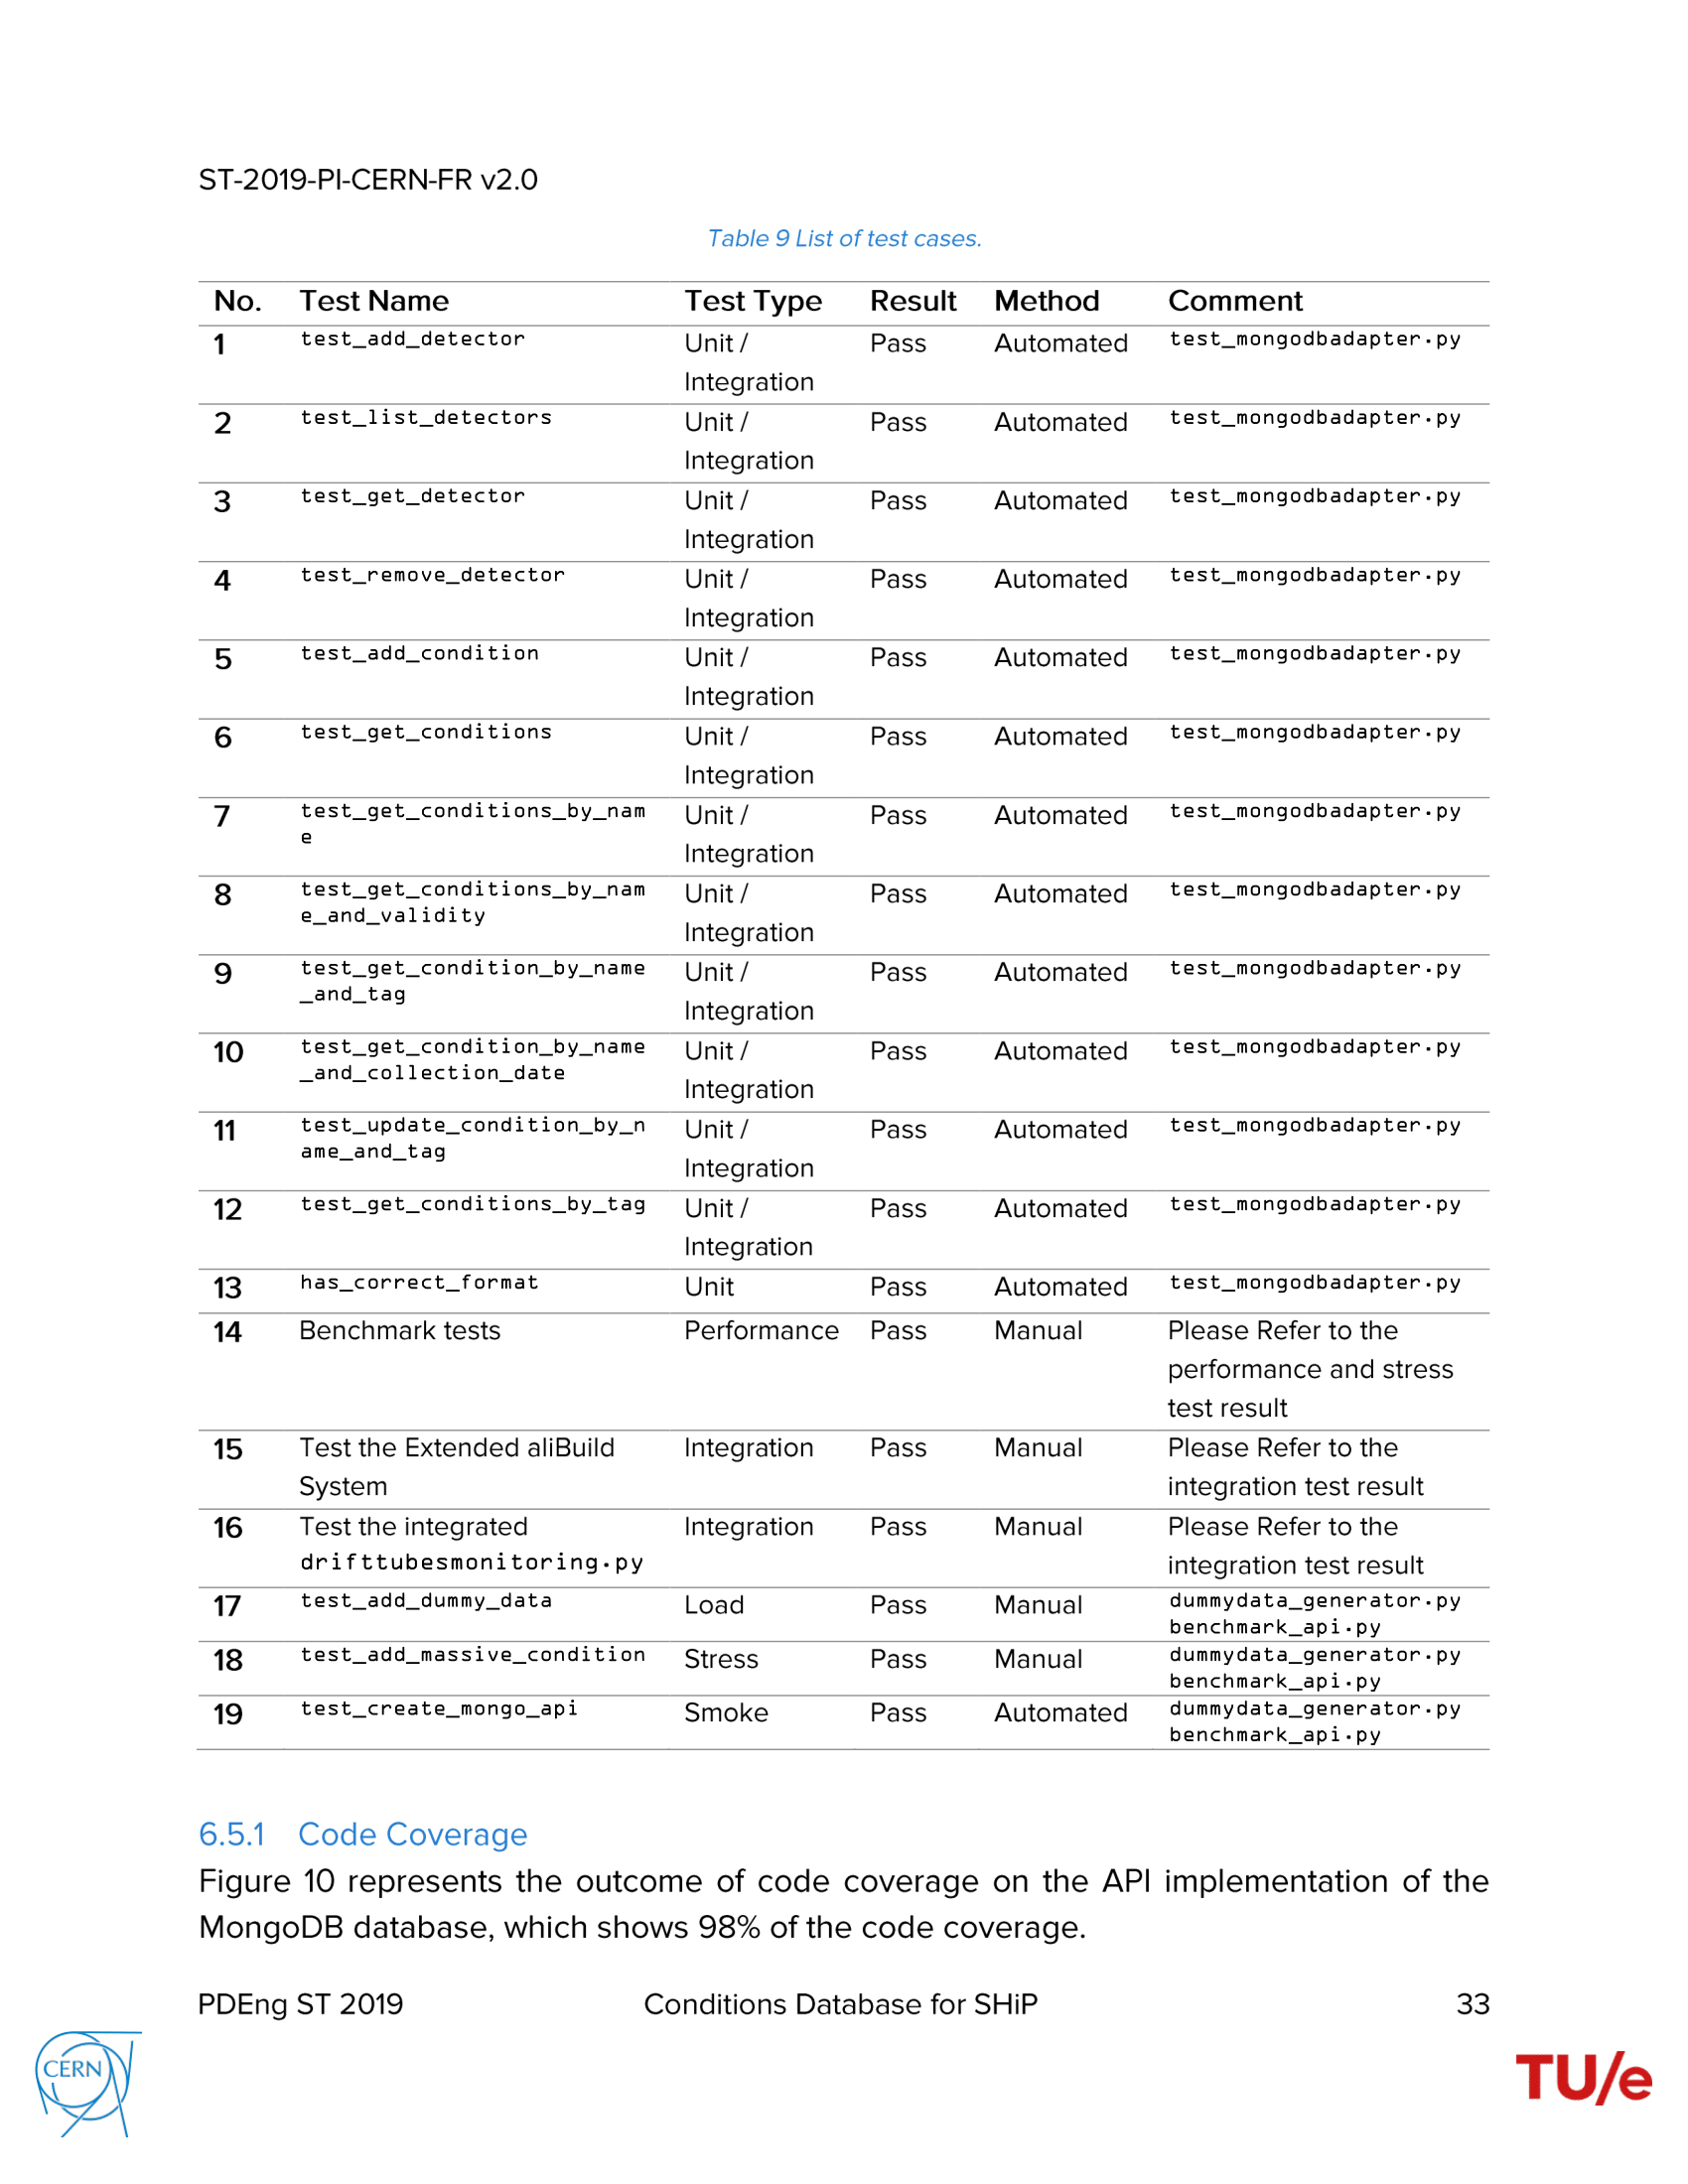 ST-2019-PI-CERN-FR v2.0
Table 9 List of test cases.
No. Test Name Test Type Result Method Comment
1 test_add_detector Unit / Pass Automated test_mongodbadapter.py
Integration
2 test_list_detectors Unit / Pass Automated test_mongodbadapter.py
Integration
3 test_get_detector Unit / Pass Automated test_mongodbadapter.py
Integration
4 test_remove_detector Unit / Pass Automated test_mongodbadapter.py
Integration
5 test_add_condition Unit / Pass Automated test_mongodbadapter.py
Integration
6 test_get_conditions Unit / Pass Automated test_mongodbadapter.py
Integration
7 test_get_conditions_by_nam Unit / Pass Automated test_mongodbadapter.py
e Integration
8 test_get_conditions_by_nam Unit / Pass Automated test_mongodbadapter.py
e_and_validity Integration
9 test_get_condition_by_name Unit / Pass Automated test_mongodbadapter.py
_and_tag Integration
10 test_get_condition_by_name Unit / Pass Automated test_mongodbadapter.py
_and_collection_date Integration
11 test_update_condition_by_n Unit / Pass Automated test_mongodbadapter.py
ame_and_tag Integration
12 test_get_conditions_by_tag Unit / Pass Automated test_mongodbadapter.py
Integration
13 has_correct_format Unit Pass Automated test_mongodbadapter.py
14 Benchmark tests Performance Pass Manual Please Refer to the
performance and stress
test result
15 Test the Extended aliBuild Integration Pass Manual Please Refer to the
System integration test result
16 Test the integrated Integration Pass Manual Please Refer to the
drifttubesmonitoring.py integration test result
17 test_add_dummy_data Load Pass Manual dummydata_generator.py
benchmark_api.py
18 test_add_massive_condition Stress Pass Manual dummydata_generator.py
benchmark_api.py
19 test_create_mongo_api Smoke Pass Automated dummydata_generator.py
benchmark_api.py
6.5.1 Code Coverage
Figure 10 represents the outcome of code coverage on the API implementation of the
MongoDB database, which shows 98% of the code coverage.
PDEng ST 2019 Conditions Database for SHiP 33
CERN
TU/e